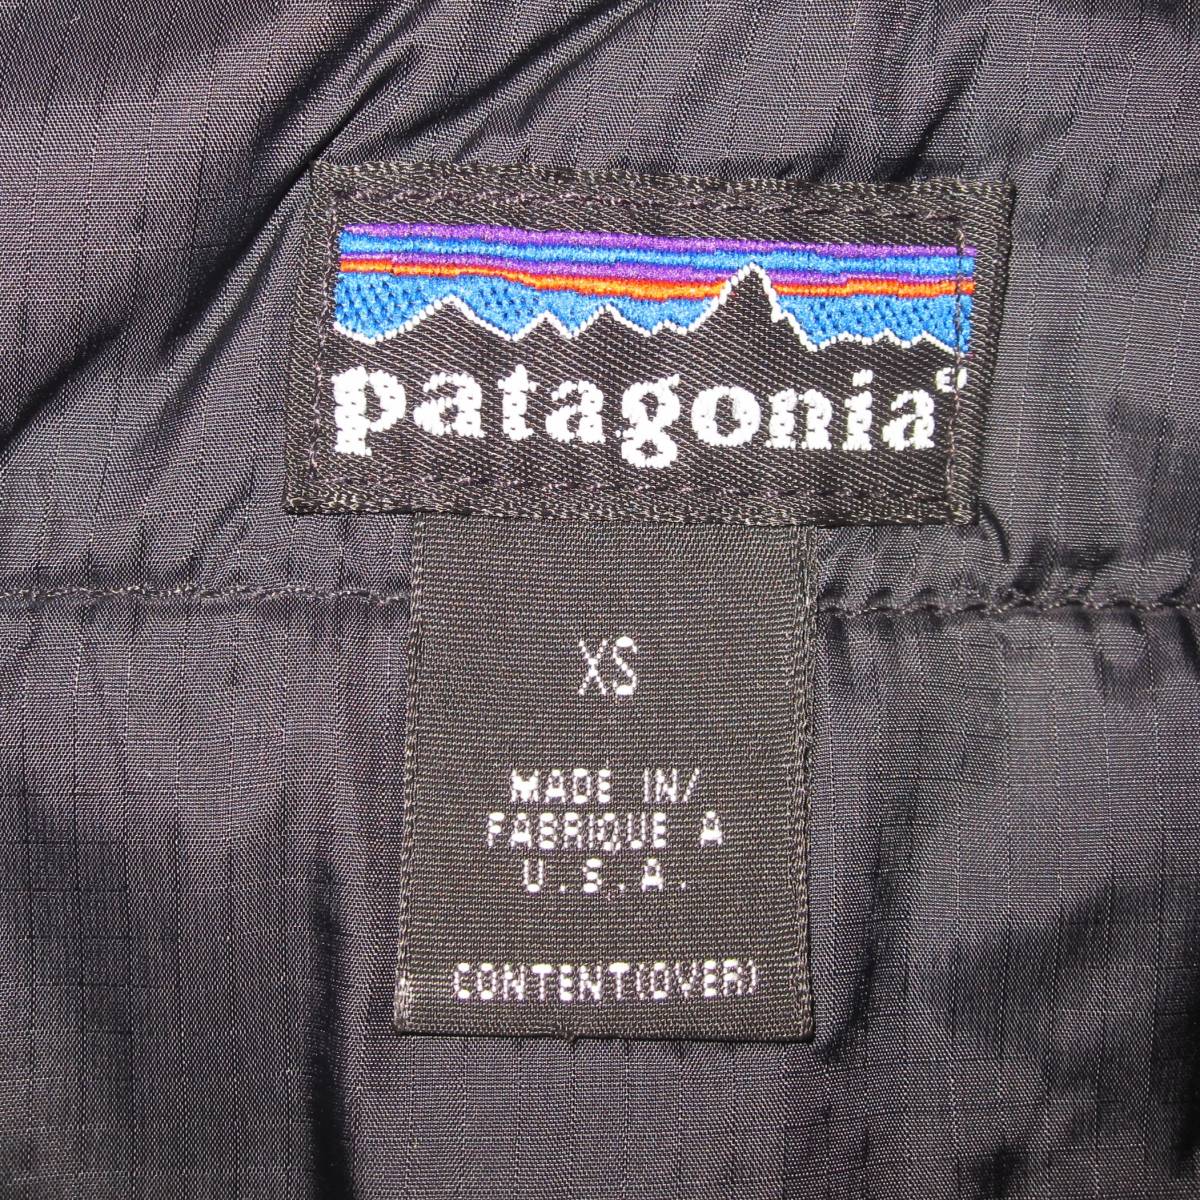 patagonia®
XS
MADE IN/
FABRIQUE A
U.S.A.
CONTENT(OVER)